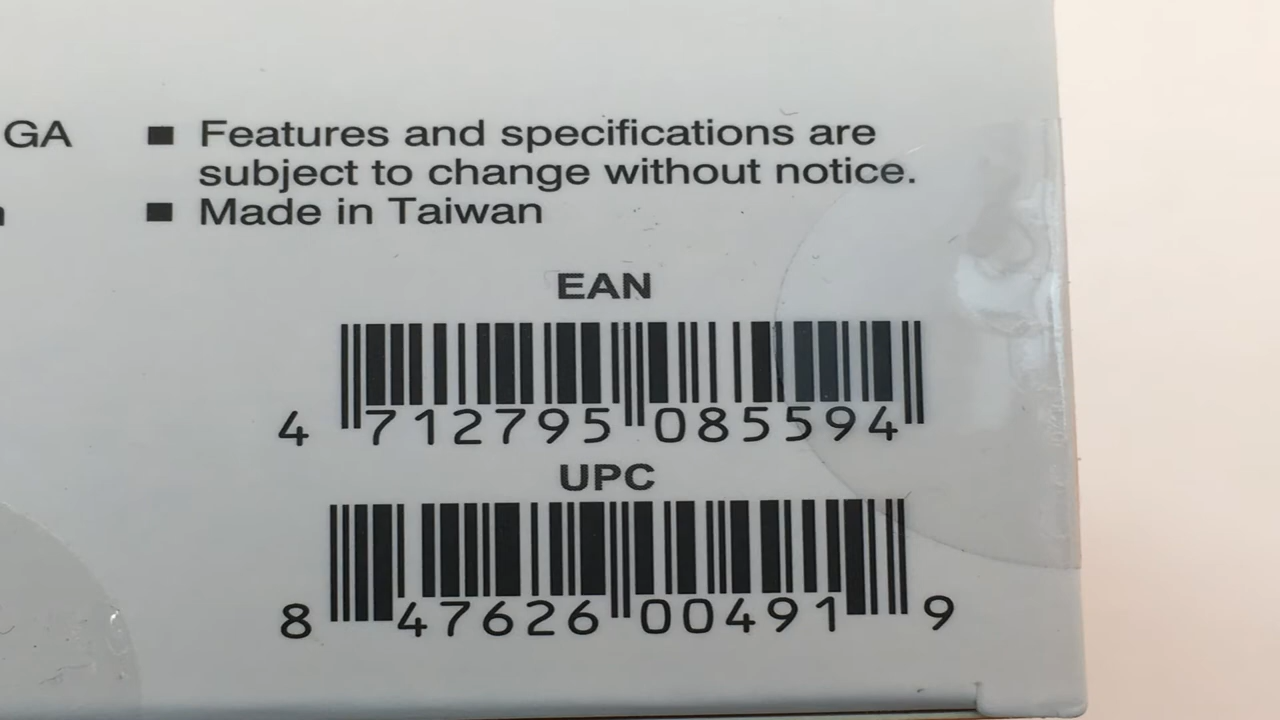 GA
■ Features and specifications are
subject to change without notice.
■ Made in Taiwan
EAN
4 712795 085594
UPC
8 47626 00491 9